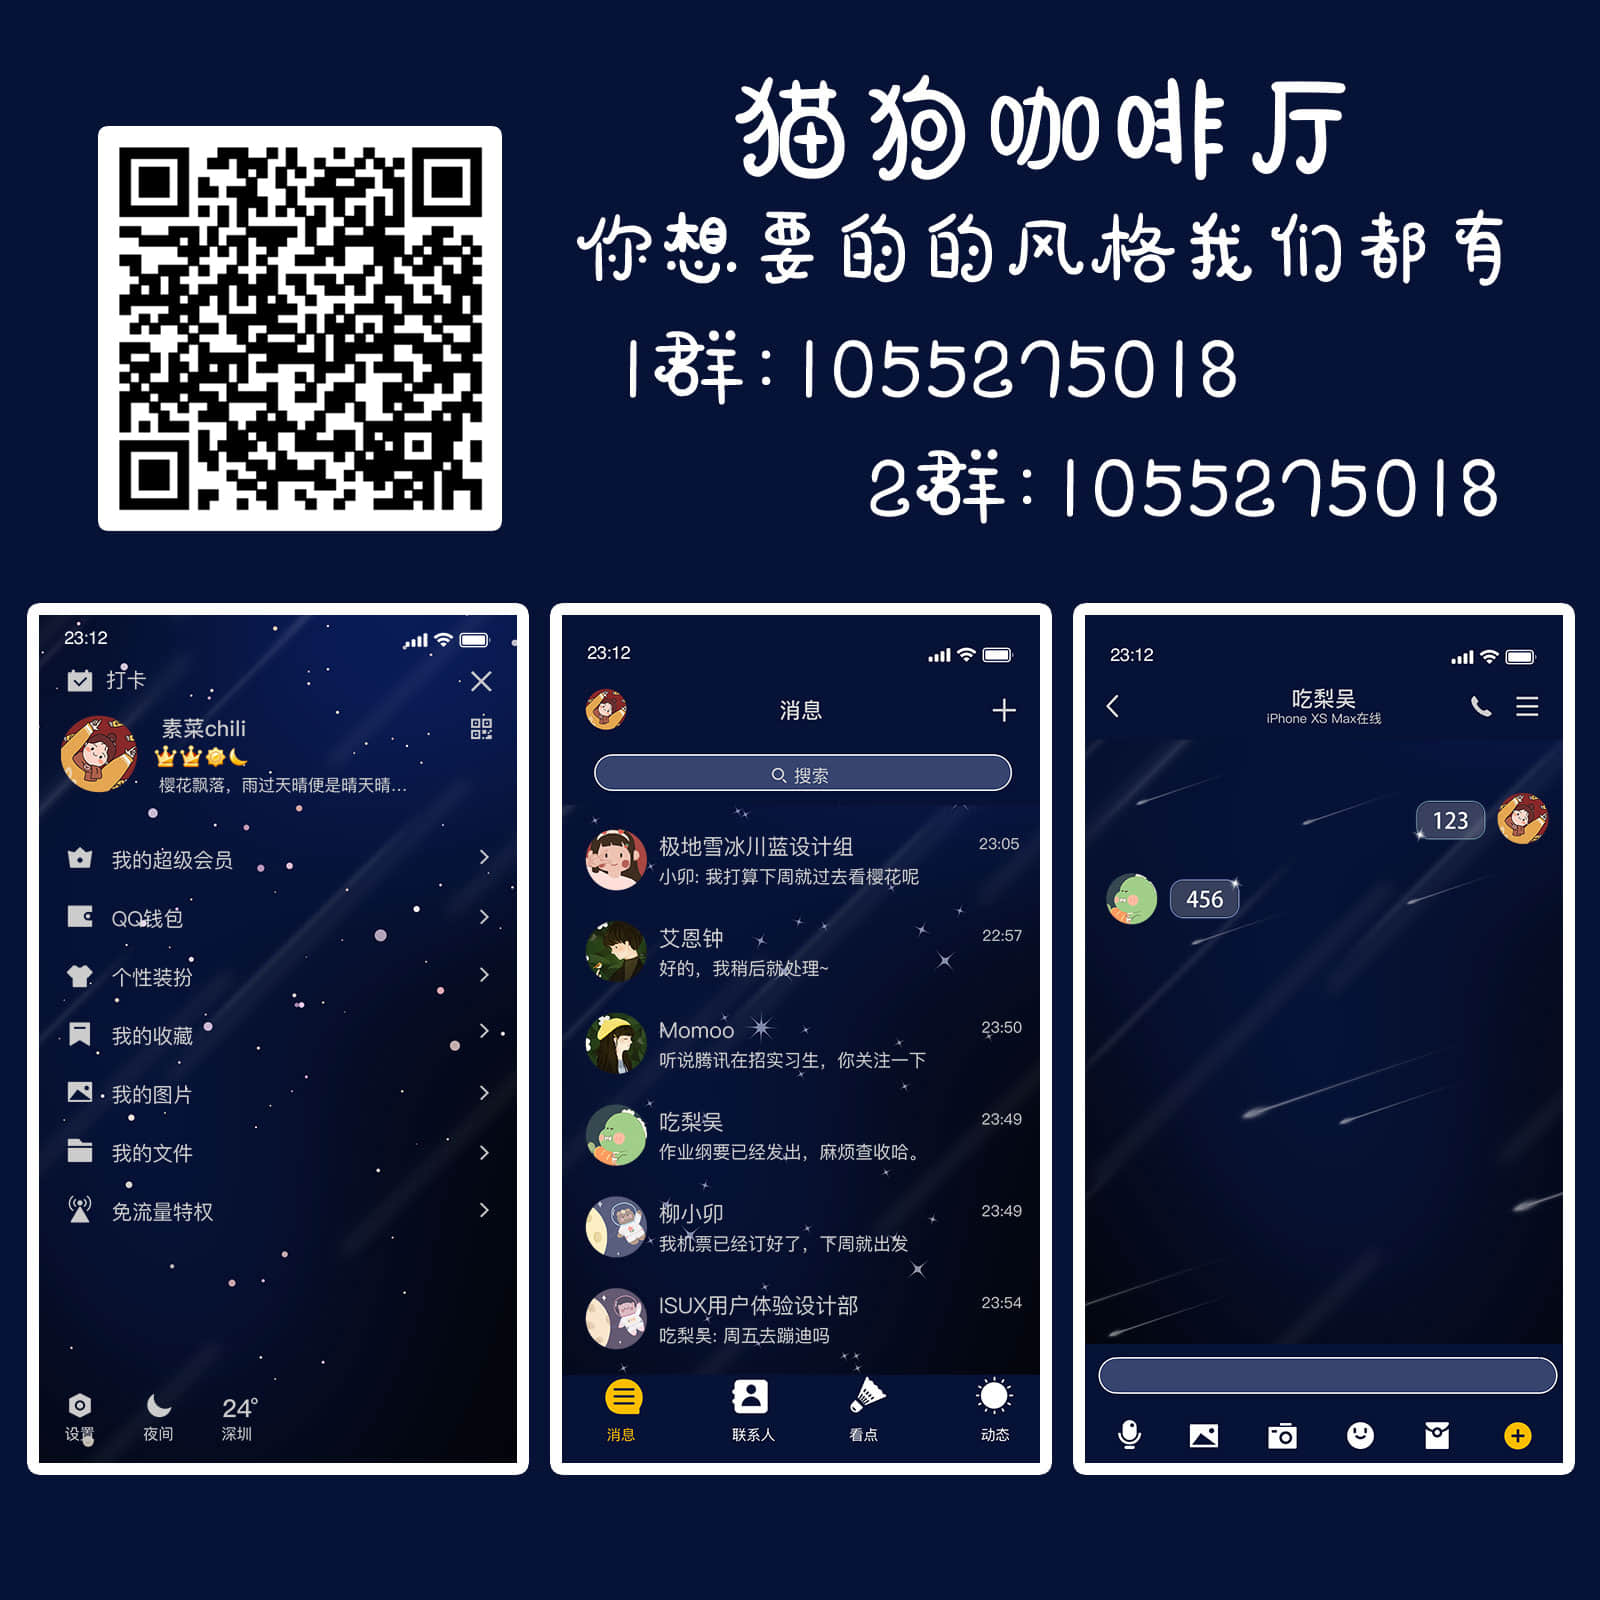 猫狗咖啡厅
你想要的的风格我们都有
1群:1055275018
2群:1055275018
23:12
打卡
素菜chili
樱花飘落，雨过天晴便是晴天晴...
我的超级会员
QQ钱包
个性装扮
我的收藏
我的图片
我的文件
免流量特权
设置
夜间
24°
深圳
23:12
消息
搜索
极地雪冰川蓝设计组
23:05
小卯: 我打算下周就过去看樱花呢
艾恩钟
22:57
好的，我稍后就处理~
Momoo
23:50
听说腾讯在招实习生，你关注一下
吃梨吴
23:49
作业纲要已经发出，麻烦查收哈。
柳小卯
23:49
我机票已经订好了，下周就出发
ISUX用户体验设计部
23:54
吃梨吴: 周五去蹦迪吗
消息
联系人
看点
动态
23:12
吃梨吴
iPhone XS Max在线
123
456